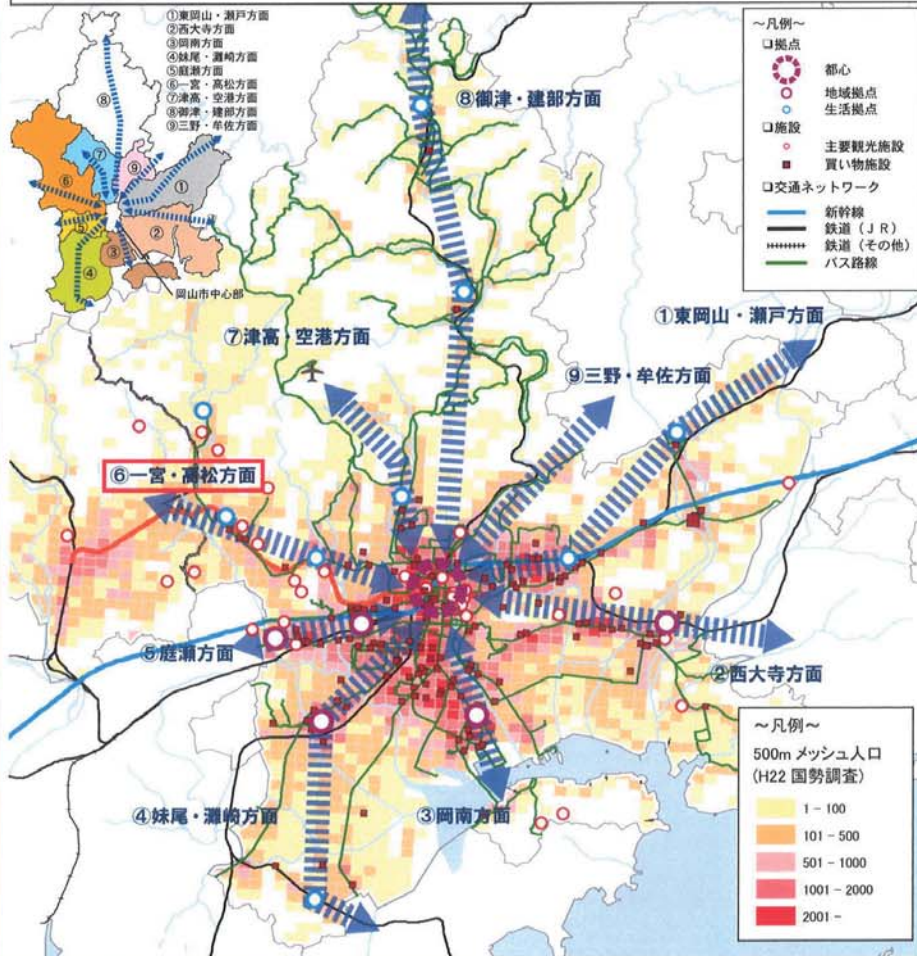 ①東岡山・瀬戸方面
②西大寺方面
③岡南方面
④妹尾・灘崎方面
⑤庭瀬方面
⑥一宮・高松方面
⑦津高・空港方面
⑧御津・建部方面
⑨三野・牟佐方面
⑧
⑨
⑦
⑥
①
⑤
②
③
④
岡山市中心部
～凡例～
□拠点
都心
地域拠点
生活拠点
□施設
主要観光施設
買い物施設
□交通ネットワーク
新幹線
鉄道（JR）
鉄道（その他）
バス路線
⑧御津・建部方面
①東岡山・瀬戸方面
⑦津高・空港方面
⑨三野・牟佐方面
⑥一宮・高松方面
⑤庭瀬方面
②西大寺方面
④妹尾・灘崎方面
③岡南方面
～凡例～
500m メッシュ人口
(H22 国勢調査)
1 - 100
101 - 500
501 - 1000
1001 - 2000
2001 -